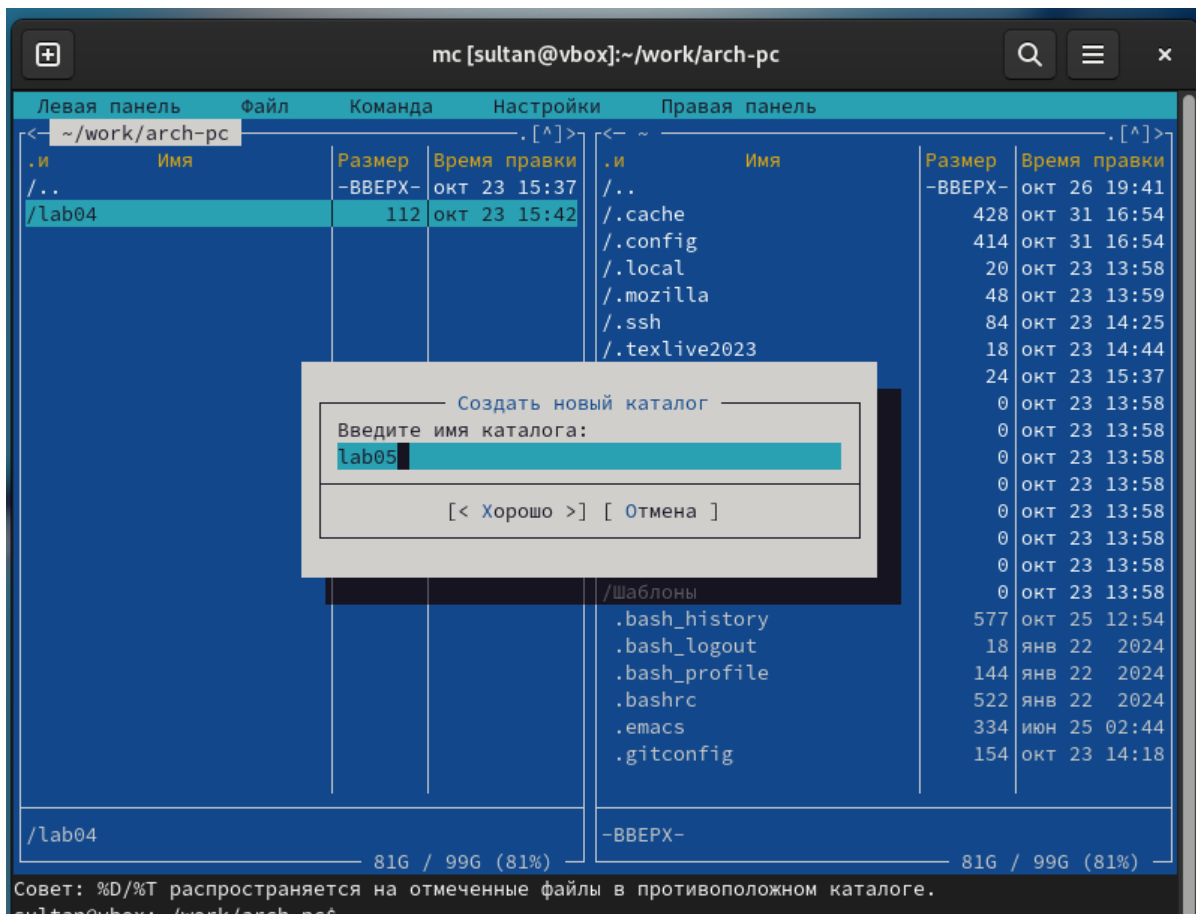 mc [sultan@vbox]:~/work/arch-pc
Левая панель Файл Команда Настройки Правая панель
<— ~/work/arch-pc .[^]> <— ~ .[^]>
.и Имя Размер Время правки .и Имя Размер Время правки
/.. -ВВЕРХ- окт 23 15:37 /.. -ВВЕРХ- окт 26 19:41
/lab04 112 окт 23 15:42 /.cache 428 окт 31 16:54
/.config 414 окт 31 16:54
/.local 20 окт 23 13:58
/.mozilla 48 окт 23 13:59
/.ssh 84 окт 23 14:25
/.texlive2023 18 окт 23 14:44
24 окт 23 15:37
Создать новый каталог 0 окт 23 13:58
Введите имя каталога: 0 окт 23 13:58
lab05 0 окт 23 13:58
0 окт 23 13:58
[< Хорошо >] [ Отмена ] 0 окт 23 13:58
0 окт 23 13:58
0 окт 23 13:58
/Шаблоны 0 окт 23 13:58
.bash_history 577 окт 25 12:54
.bash_logout 18 янв 22 2024
.bash_profile 144 янв 22 2024
.bashrc 522 янв 22 2024
.emacs 334 июн 25 02:44
.gitconfig 154 окт 23 14:18
/lab04 -ВВЕРХ-
81G / 99G (81%) 81G / 99G (81%)
Совет: %D/%T распространяется на отмеченные файлы в противоположном каталоге.
sultan@vbox:~/work/arch-pc$